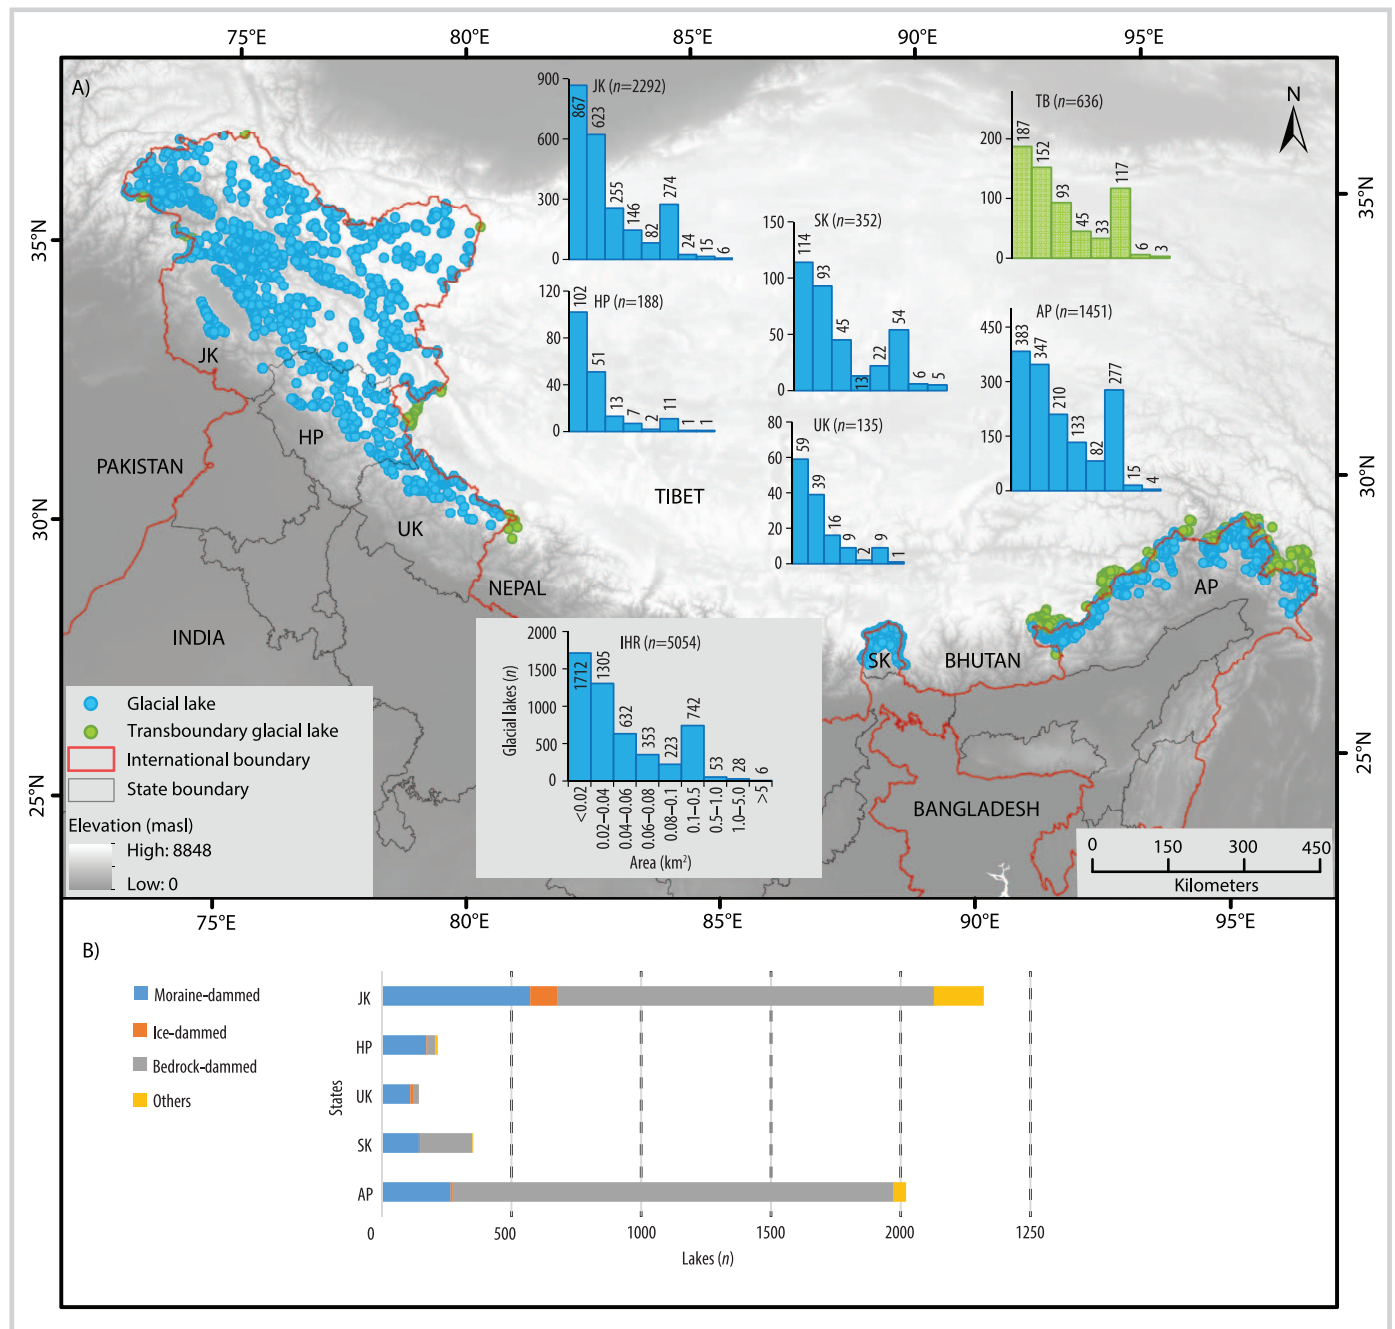 75°E 80°E 85°E 90°E 95°E
A)
N
35°N
30°N
25°N
35°N
30°N
25°N
JK (n=2292)
900
600
300
0
867 623 255 146 82 274 24 15 6
HP (n=188)
120
80
40
0
102 51 13 7 2 11 1 1
SK (n=352)
150
100
50
0
114 93 45 13 22 54 6 5
UK (n=135)
80
60
40
20
0
59 39 16 9 2 9 1
TB (n=636)
200
100
0
187 152 93 45 33 117 6 3
AP (n=1451)
450
300
150
0
383 347 210 133 82 277 15 4
JK
HP
PAKISTAN
UK
TIBET
NEPAL
INDIA
SK
BHUTAN
AP
BANGLADESH
IHR (n=5054)
Glacial lakes (n)
2000
1500
1000
500
0
1712 1305 632 353 223 742 53 28 6
<0.02 0.02–0.04 0.04–0.06 0.06–0.08 0.08–0.1 0.1–0.5 0.5–1.0 1.0–5.0 >5
Area (km²)
Glacial lake
Transboundary glacial lake
International boundary
State boundary
Elevation (masl)
High: 8848
Low: 0
0 150 300 450
Kilometers
75°E 80°E 85°E 90°E 95°E
B)
Moraine-dammed
Ice-dammed
Bedrock-dammed
Others
States
JK
HP
UK
SK
AP
0 500 1000 1500 2000 1250
Lakes (n)